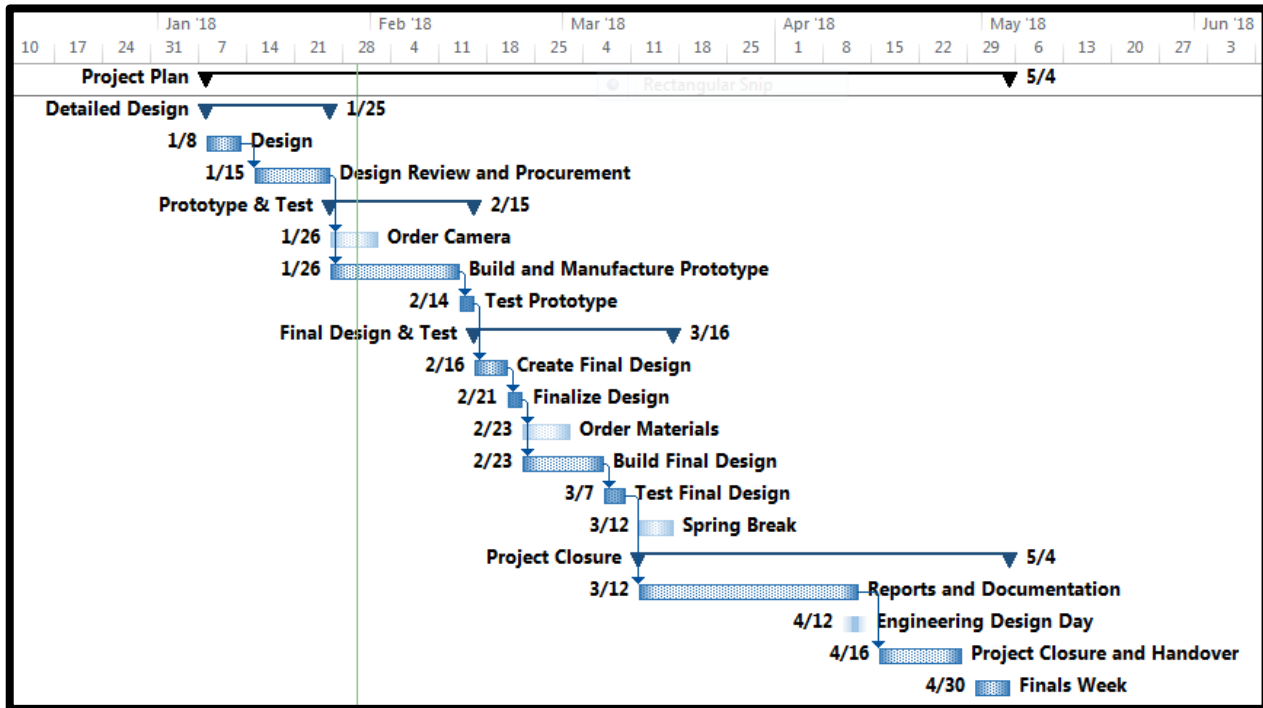 Jan '18 Feb '18 Mar '18 Apr '18 May '18 Jun '18
10 17 24 31 7 14 21 28 4 11 18 25 4 11 18 25 1 8 15 22 29 6 13 20 27 3
Project Plan 5/4
Rectangular Snip
Detailed Design 1/25
1/8 Design
1/15 Design Review and Procurement
Prototype & Test 2/15
1/26 Order Camera
1/26 Build and Manufacture Prototype
2/14 Test Prototype
Final Design & Test 3/16
2/16 Create Final Design
2/21 Finalize Design
2/23 Order Materials
2/23 Build Final Design
3/7 Test Final Design
3/12 Spring Break
Project Closure 5/4
3/12 Reports and Documentation
4/12 Engineering Design Day
4/16 Project Closure and Handover
4/30 Finals Week